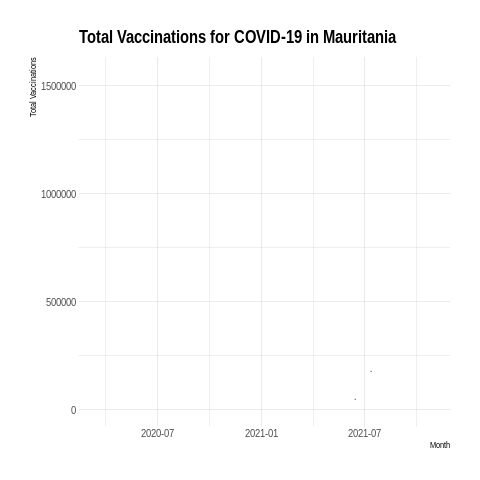 Total Vaccinations for COVID-19 in Mauritania
Total Vaccinations
1500000
1000000
500000
0
2020-07 2021-01 2021-07
Month